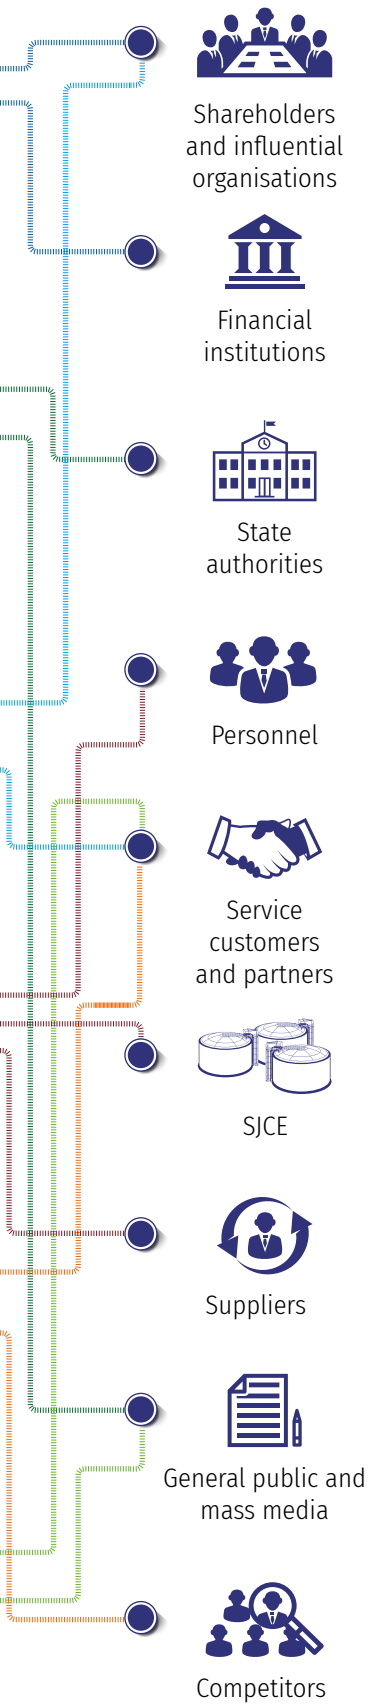 Shareholders
and influential
organisations
Financial
institutions
State
authorities
Personnel
Service
customers
and partners
SJCE
Suppliers
General public and
mass media
Competitors